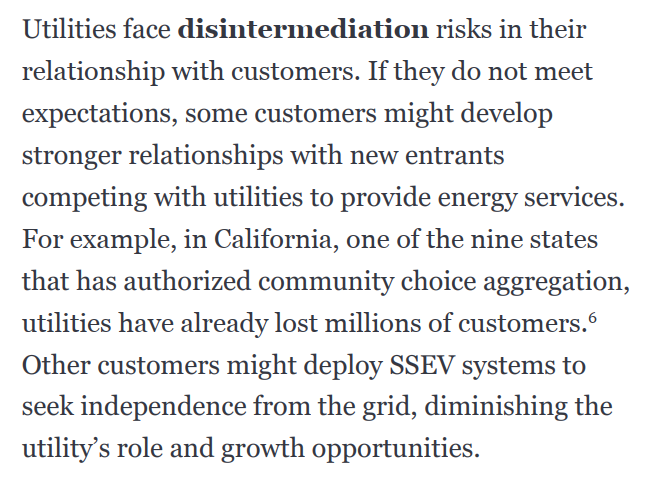 Utilities face disintermediation risks in their
relationship with customers. If they do not meet
expectations, some customers might develop
stronger relationships with new entrants
competing with utilities to provide energy services.
For example, in California, one of the nine states
that has authorized community choice aggregation,
utilities have already lost millions of customers.⁶
Other customers might deploy SSEV systems to
seek independence from the grid, diminishing the
utility’s role and growth opportunities.